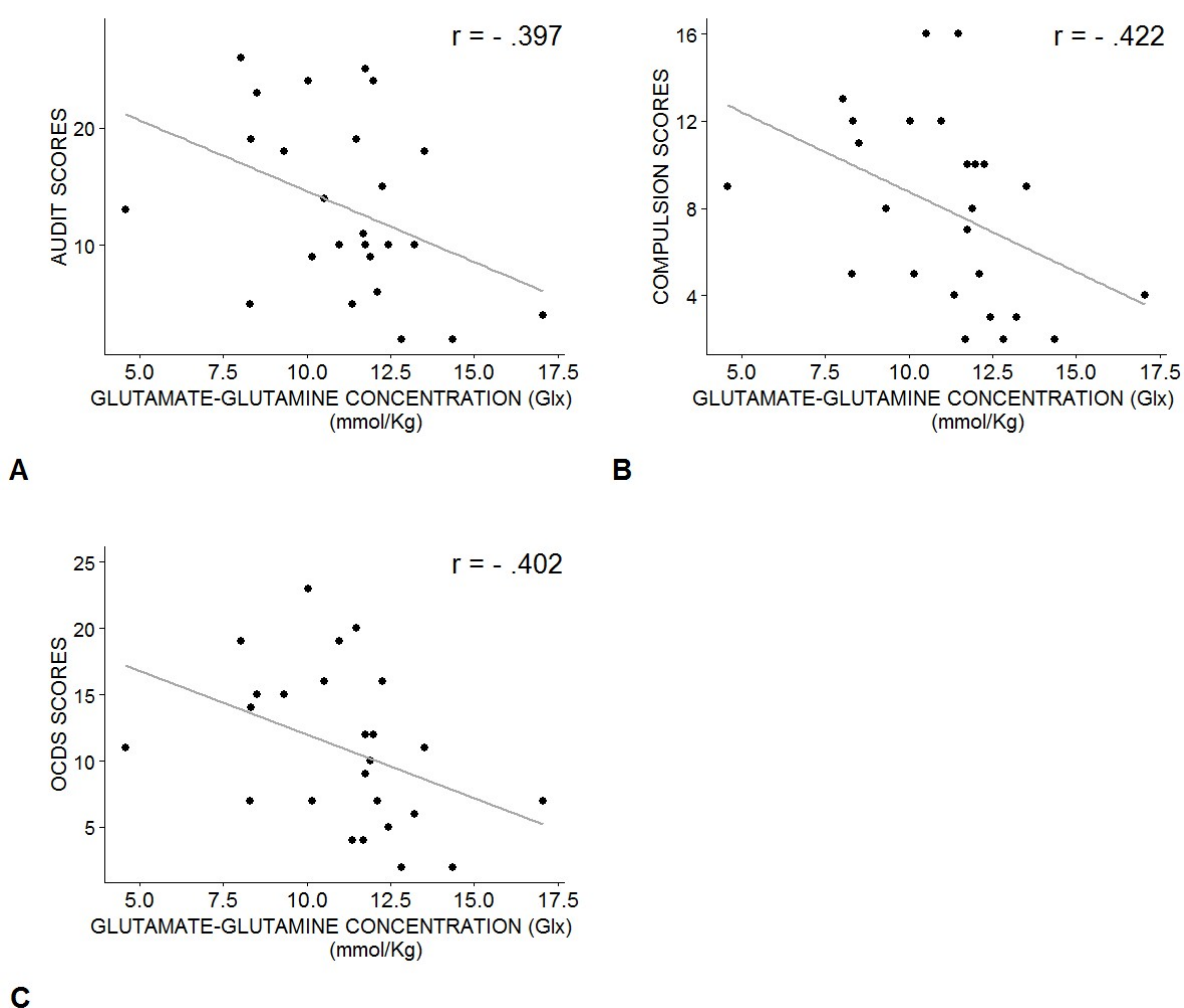 r = - .397
AUDIT SCORES
20
10
5.0 7.5 10.0 12.5 15.0 17.5
GLUTAMATE-GLUTAMINE CONCENTRATION (Glx)
(mmol/Kg)
A
r = - .422
COMPULSION SCORES
16
12
8
4
5.0 7.5 10.0 12.5 15.0 17.5
GLUTAMATE-GLUTAMINE CONCENTRATION (Glx)
(mmol/Kg)
B
r = - .402
OCDS SCORES
25
20
15
10
5
5.0 7.5 10.0 12.5 15.0 17.5
GLUTAMATE-GLUTAMINE CONCENTRATION (Glx)
(mmol/Kg)
C